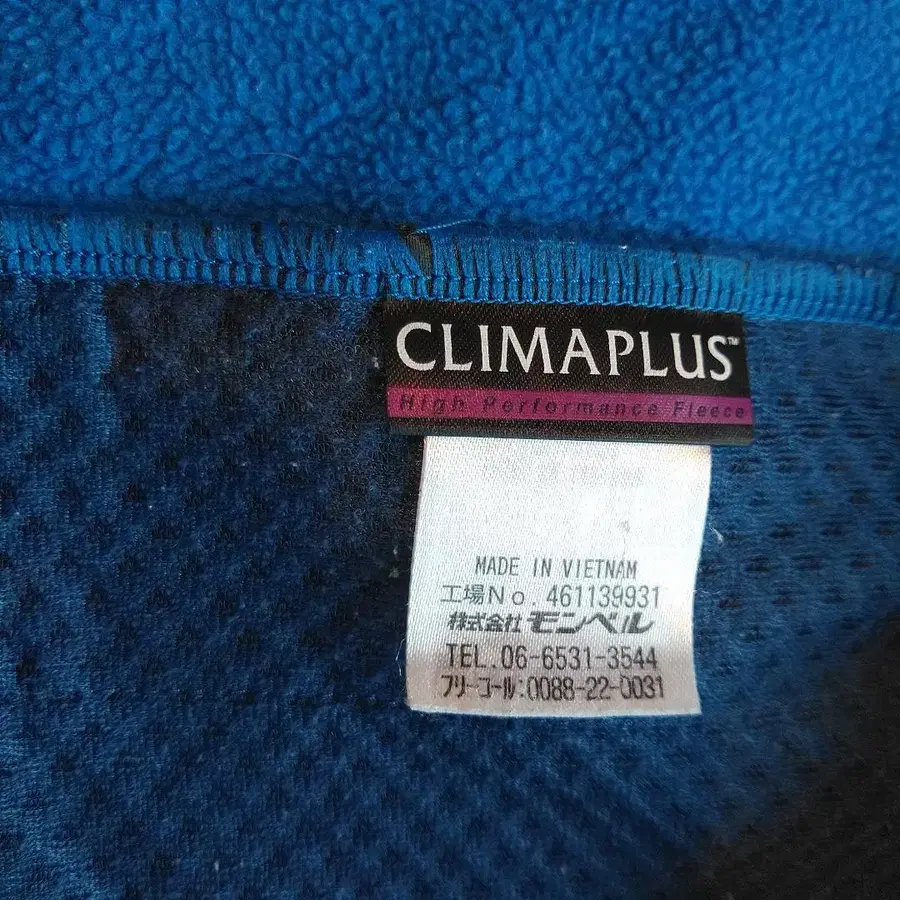 CLIMAPLUS™
High Performance Fleece
MADE IN VIETNAM
工場No. 461139931
株式会社 モンベル
TEL.06-6531-3544
フリーコール:0088-22-0031